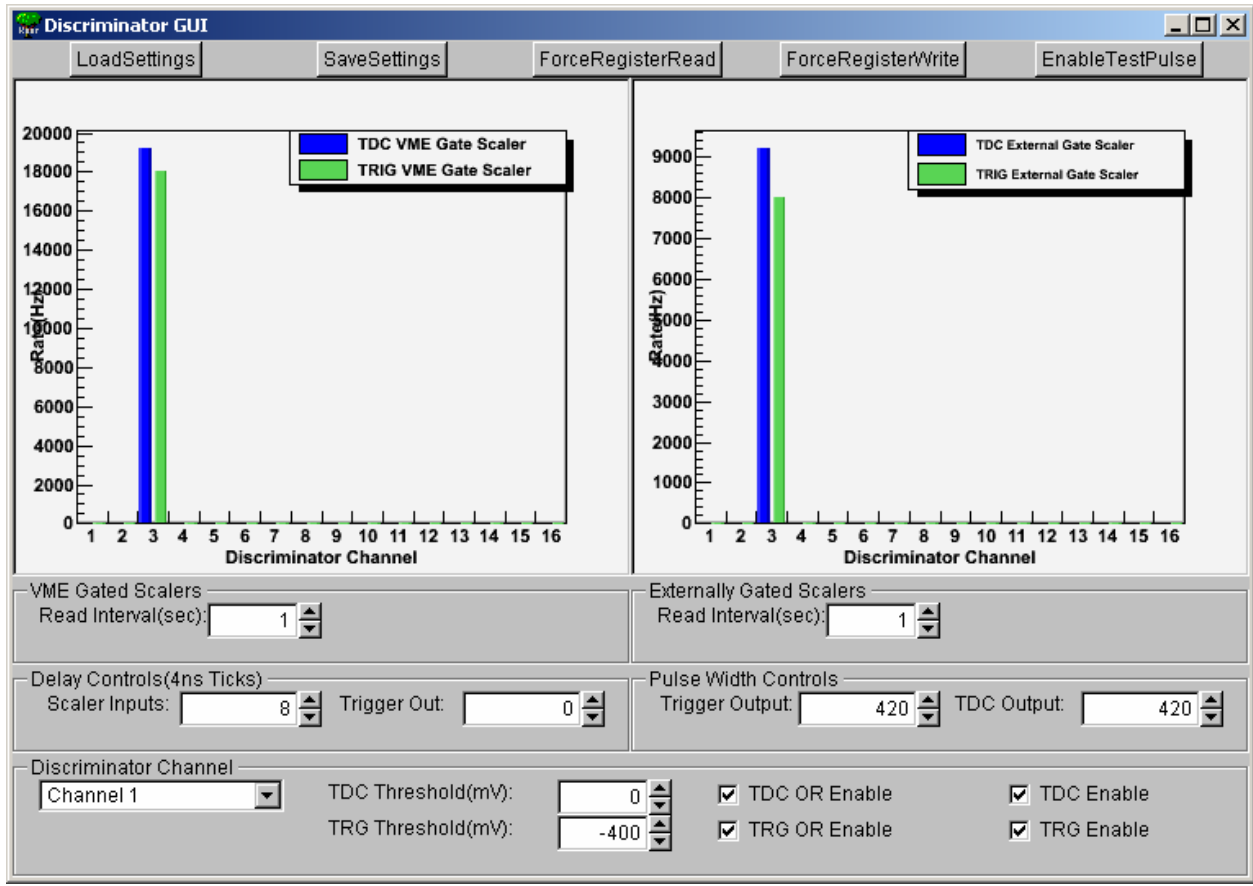 Discriminator GUI
LoadSettings SaveSettings ForceRegisterRead ForceRegisterWrite EnableTestPulse
TDC VME Gate Scaler
TRIG VME Gate Scaler
20000
18000
16000
14000
12000
10000
8000
6000
4000
2000
0
Rate(Hz)
1 2 3 4 5 6 7 8 9 10 11 12 13 14 15 16
Discriminator Channel
TDC External Gate Scaler
TRIG External Gate Scaler
9000
8000
7000
6000
5000
4000
3000
2000
1000
0
Rate(Hz)
1 2 3 4 5 6 7 8 9 10 11 12 13 14 15 16
Discriminator Channel
VME Gated Scalers
Read Interval(sec): 1
Externally Gated Scalers
Read Interval(sec): 1
Delay Controls(4ns Ticks)
Scaler Inputs: 8 Trigger Out: 0
Pulse Width Controls
Trigger Output: 420 TDC Output: 420
Discriminator Channel
Channel 1 TDC Threshold(mV): 0 TDC OR Enable TDC Enable
TRG Threshold(mV): -400 TRG OR Enable TRG Enable